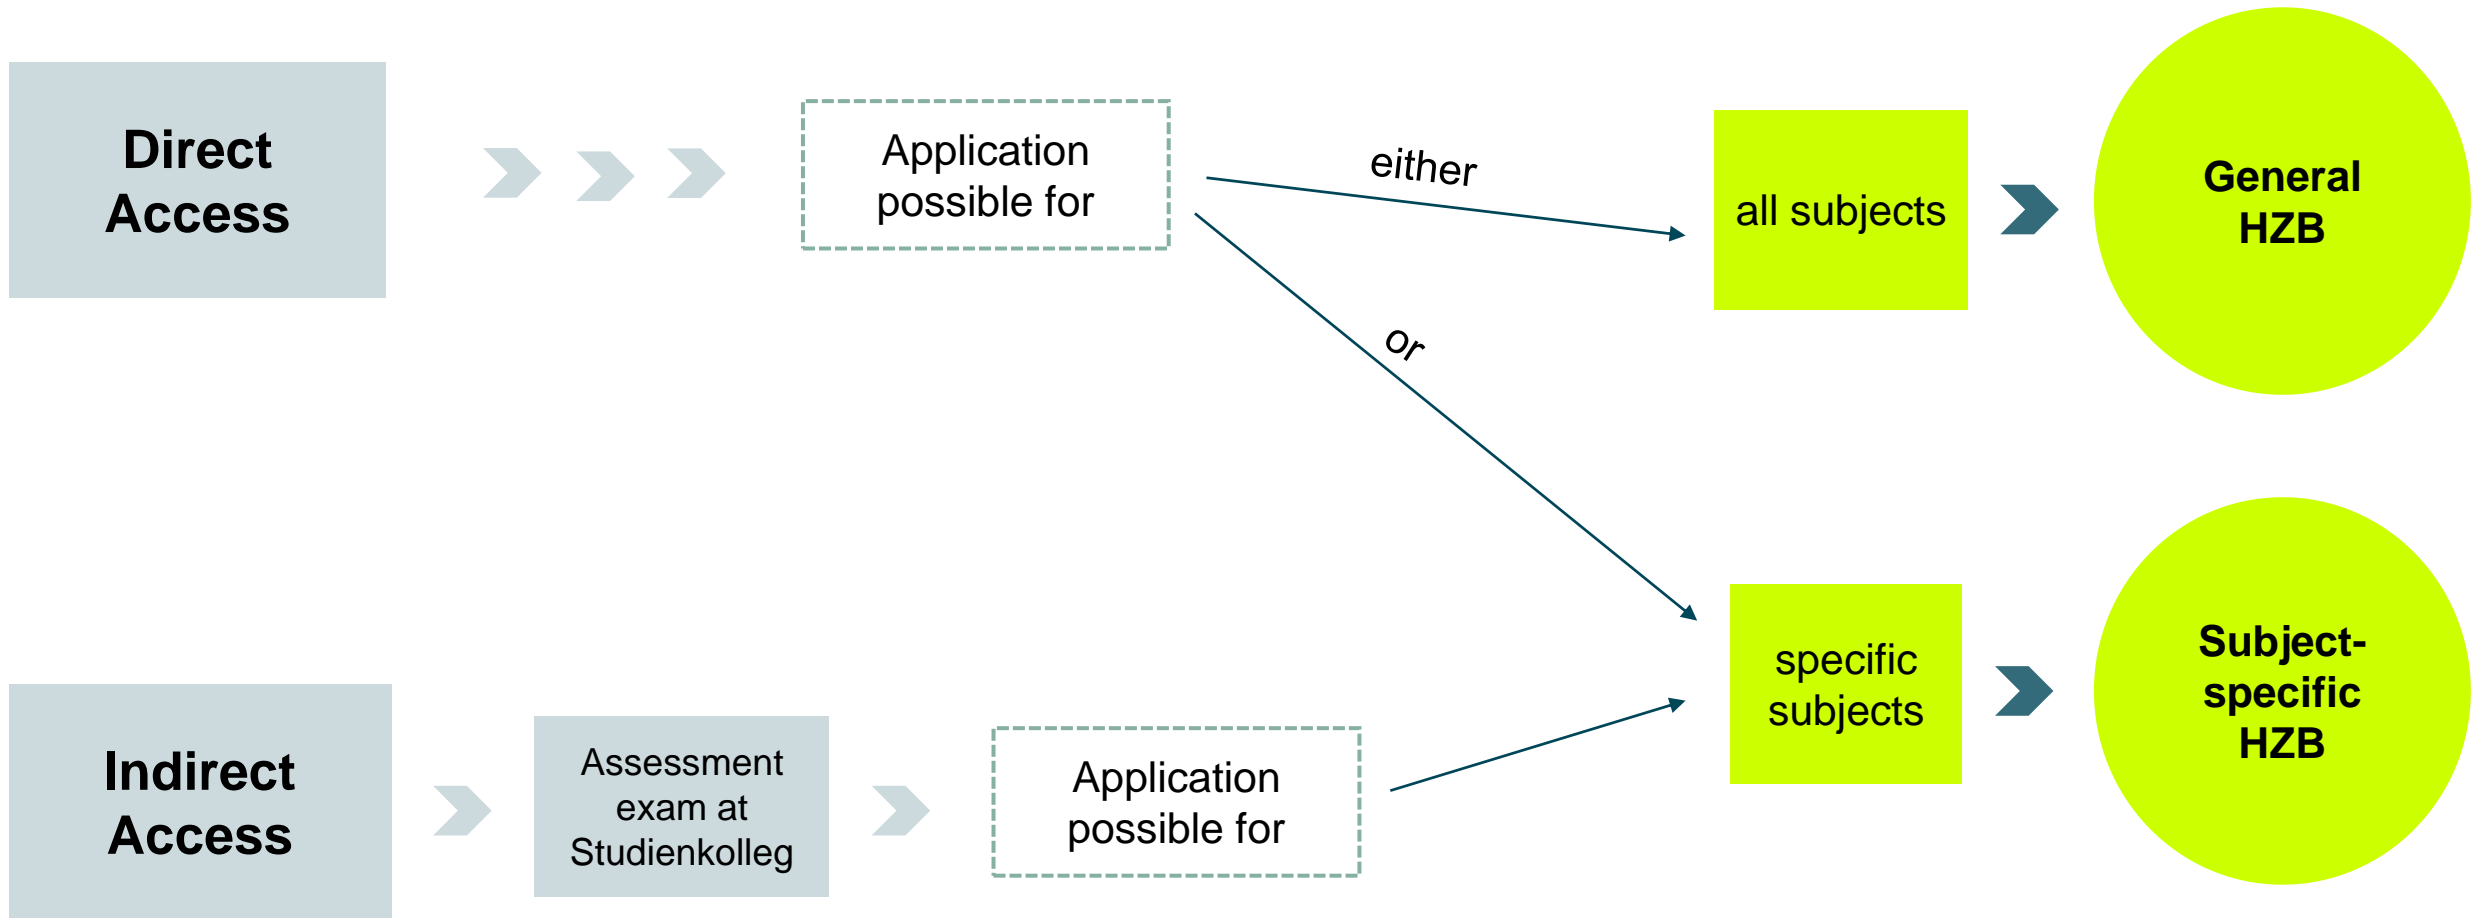 Direct
Access
Application
possible for
either
or
all subjects
General
HZB
Indirect
Access
Assessment
exam at
Studienkolleg
Application
possible for
specific
subjects
Subject-
specific
HZB